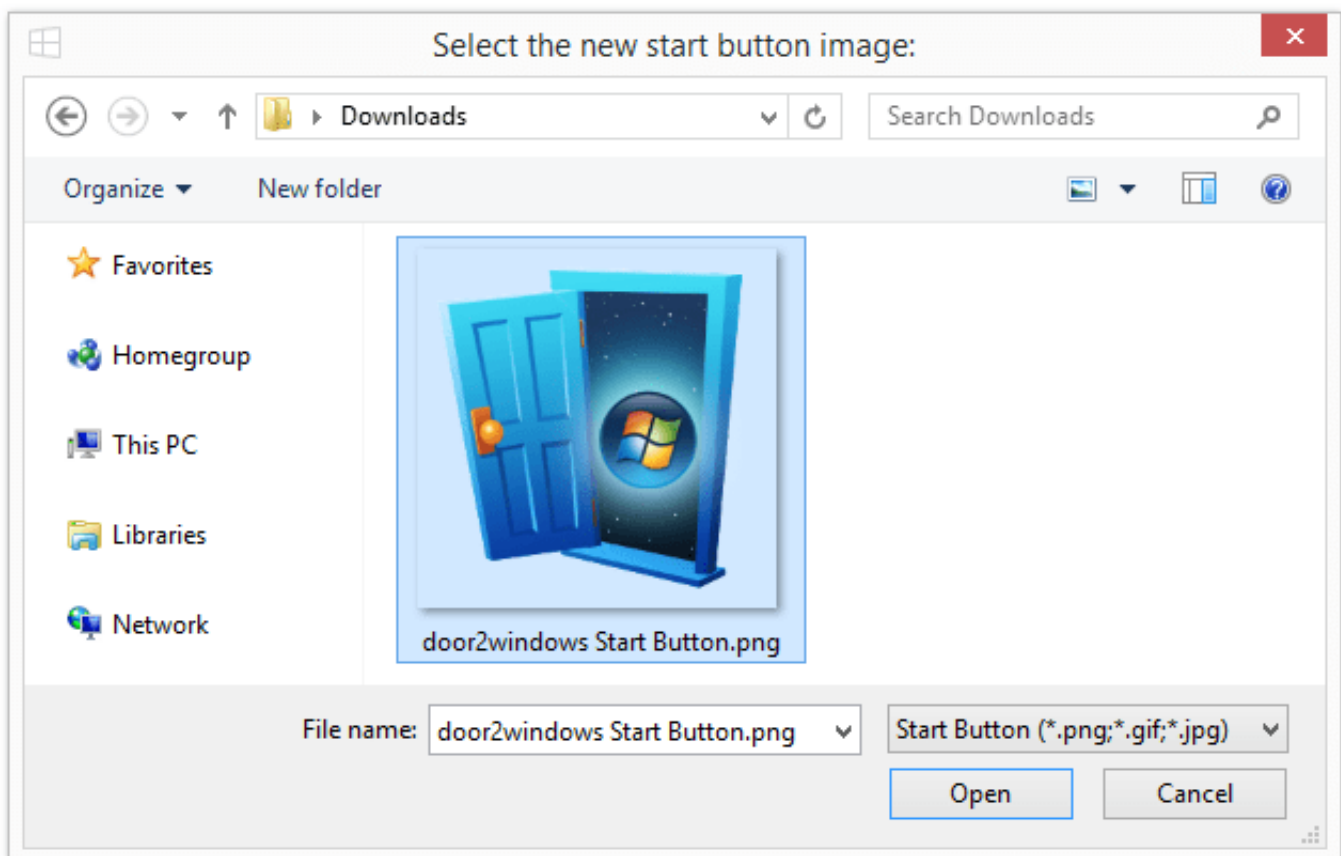 Select the new start button image:
Downloads
Search Downloads
Organize
New folder
Favorites
Homegroup
This PC
Libraries
Network
door2windows Start Button.png
File name: door2windows Start Button.png
Start Button (*.png;*.gif;*.jpg)
Open
Cancel